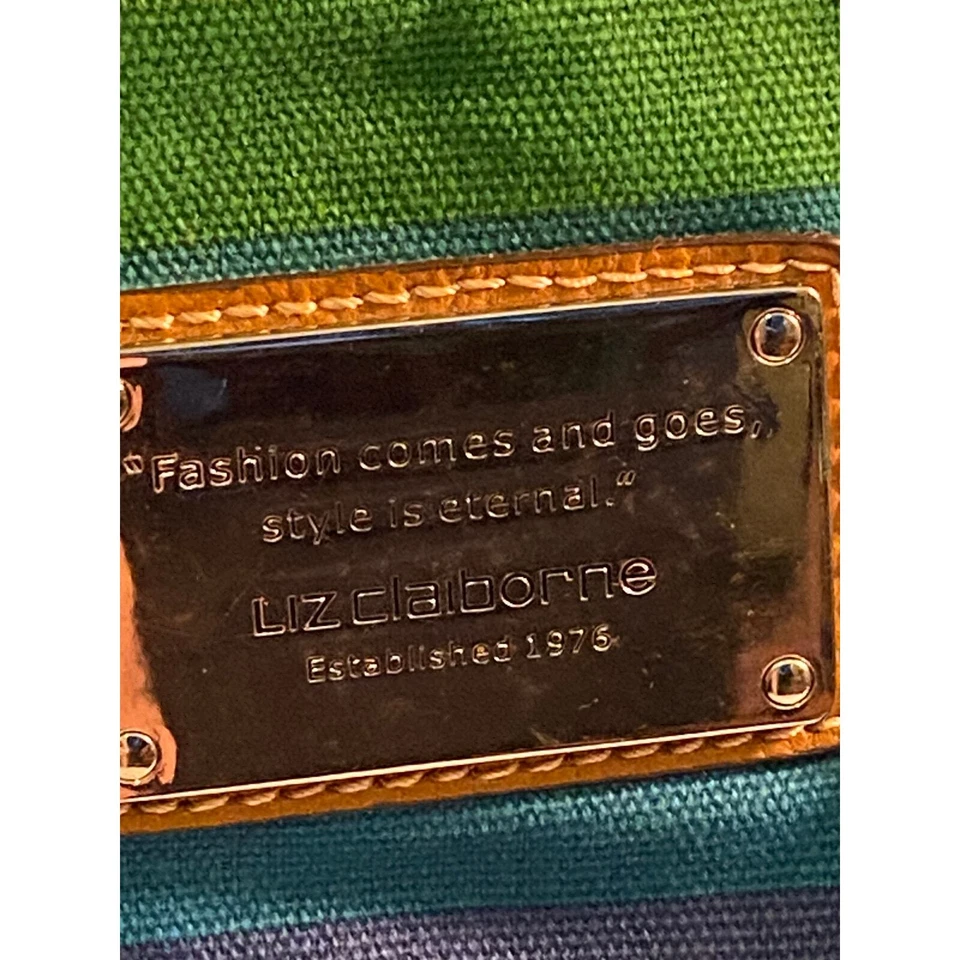 “Fashion comes and goes,
style is eternal.”
LIZ claiborne
Established 1976